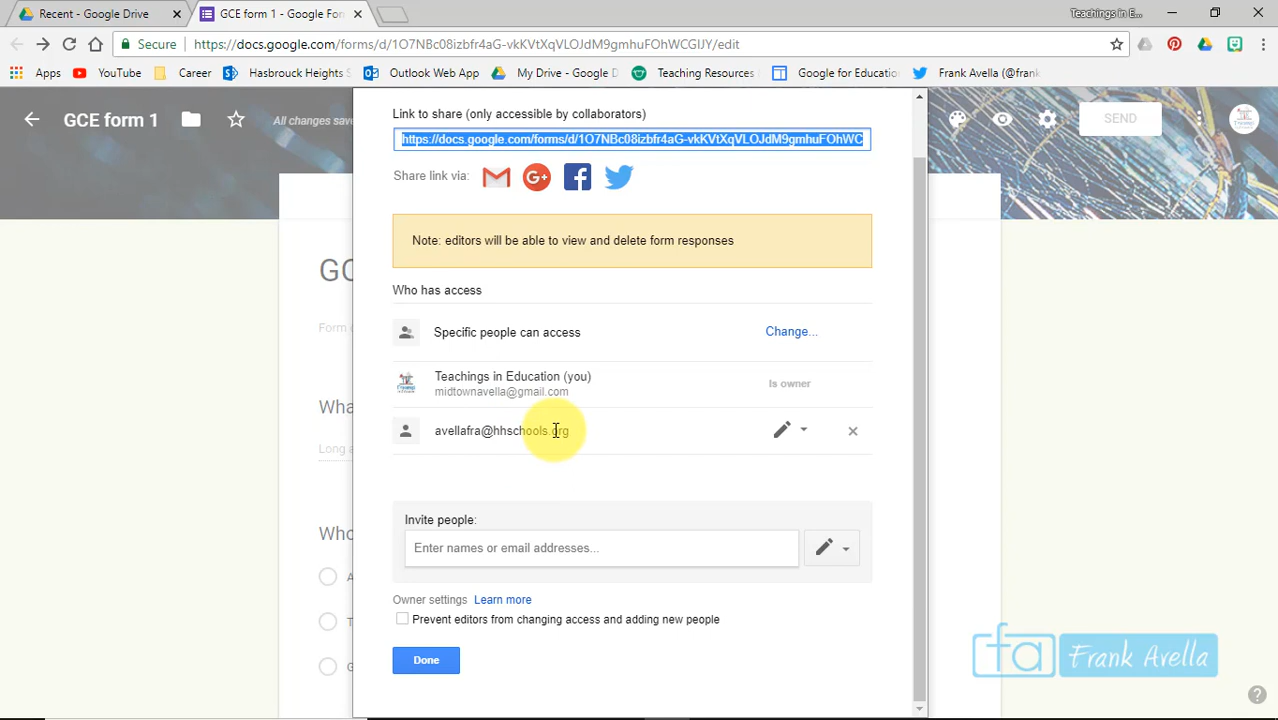 Recent - Google Drive
GCE form 1 - Google For
Teachings in E...
Secure
https://docs.google.com/forms/d/1O7NBc08izbfr4aG-vkKVtXqVLOJdM9gmhuFOhWCGIJY/edit
Apps
YouTube
Career
Hasbrouck Heights S
Outlook Web App
My Drive - Google D
Teaching Resources
Google for Educatio
Frank Avella (@frank
GCE form 1
All changes save
SEND
Link to share (only accessible by collaborators)
https://docs.google.com/forms/d/1O7NBc08izbfr4aG-vkKVtXqVLOJdM9gmhuFOhWC
Share link via:
Note: editors will be able to view and delete form responses
Who has access
Specific people can access
Change...
Teachings in Education (you)
midtownavella@gmail.com
Is owner
avellafra@hhschools.org
Invite people:
Enter names or email addresses...
Owner settings Learn more
Prevent editors from changing access and adding new people
Done
GC
Form
Wha
Long a
Who
A
T
G
fa Frank Avella